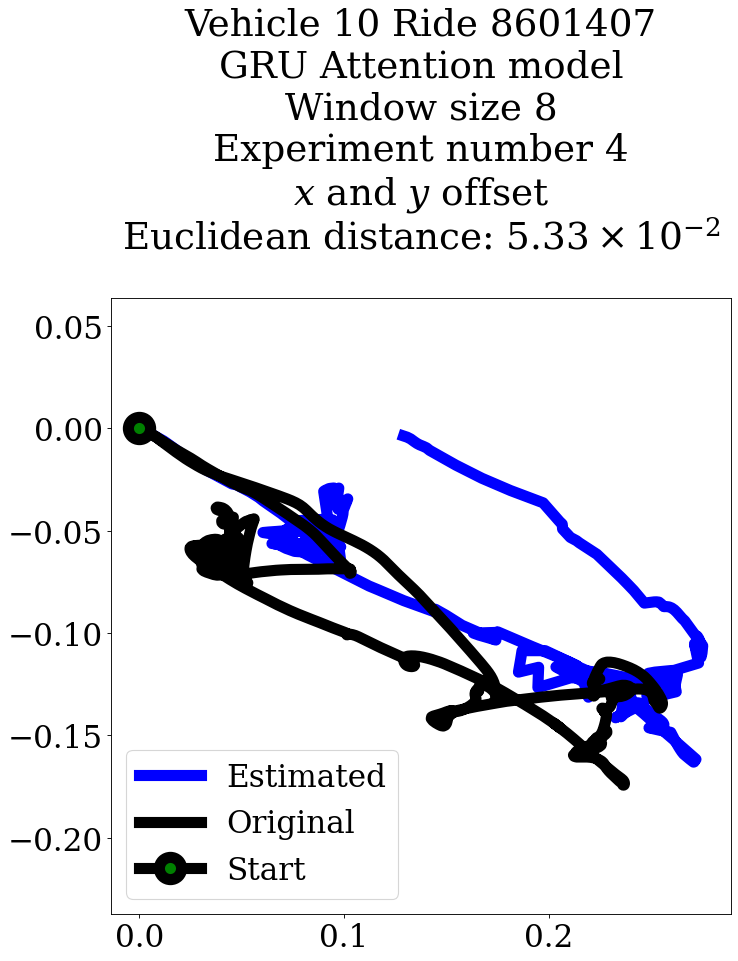 Vehicle 10 Ride 8601407
GRU Attention model
Window size 8
Experiment number 4
x and y offset
Euclidean distance: 5.33 × 10⁻²
0.05
0.00
−0.05
−0.10
−0.15
−0.20
Estimated
Original
Start
0.0 0.1 0.2